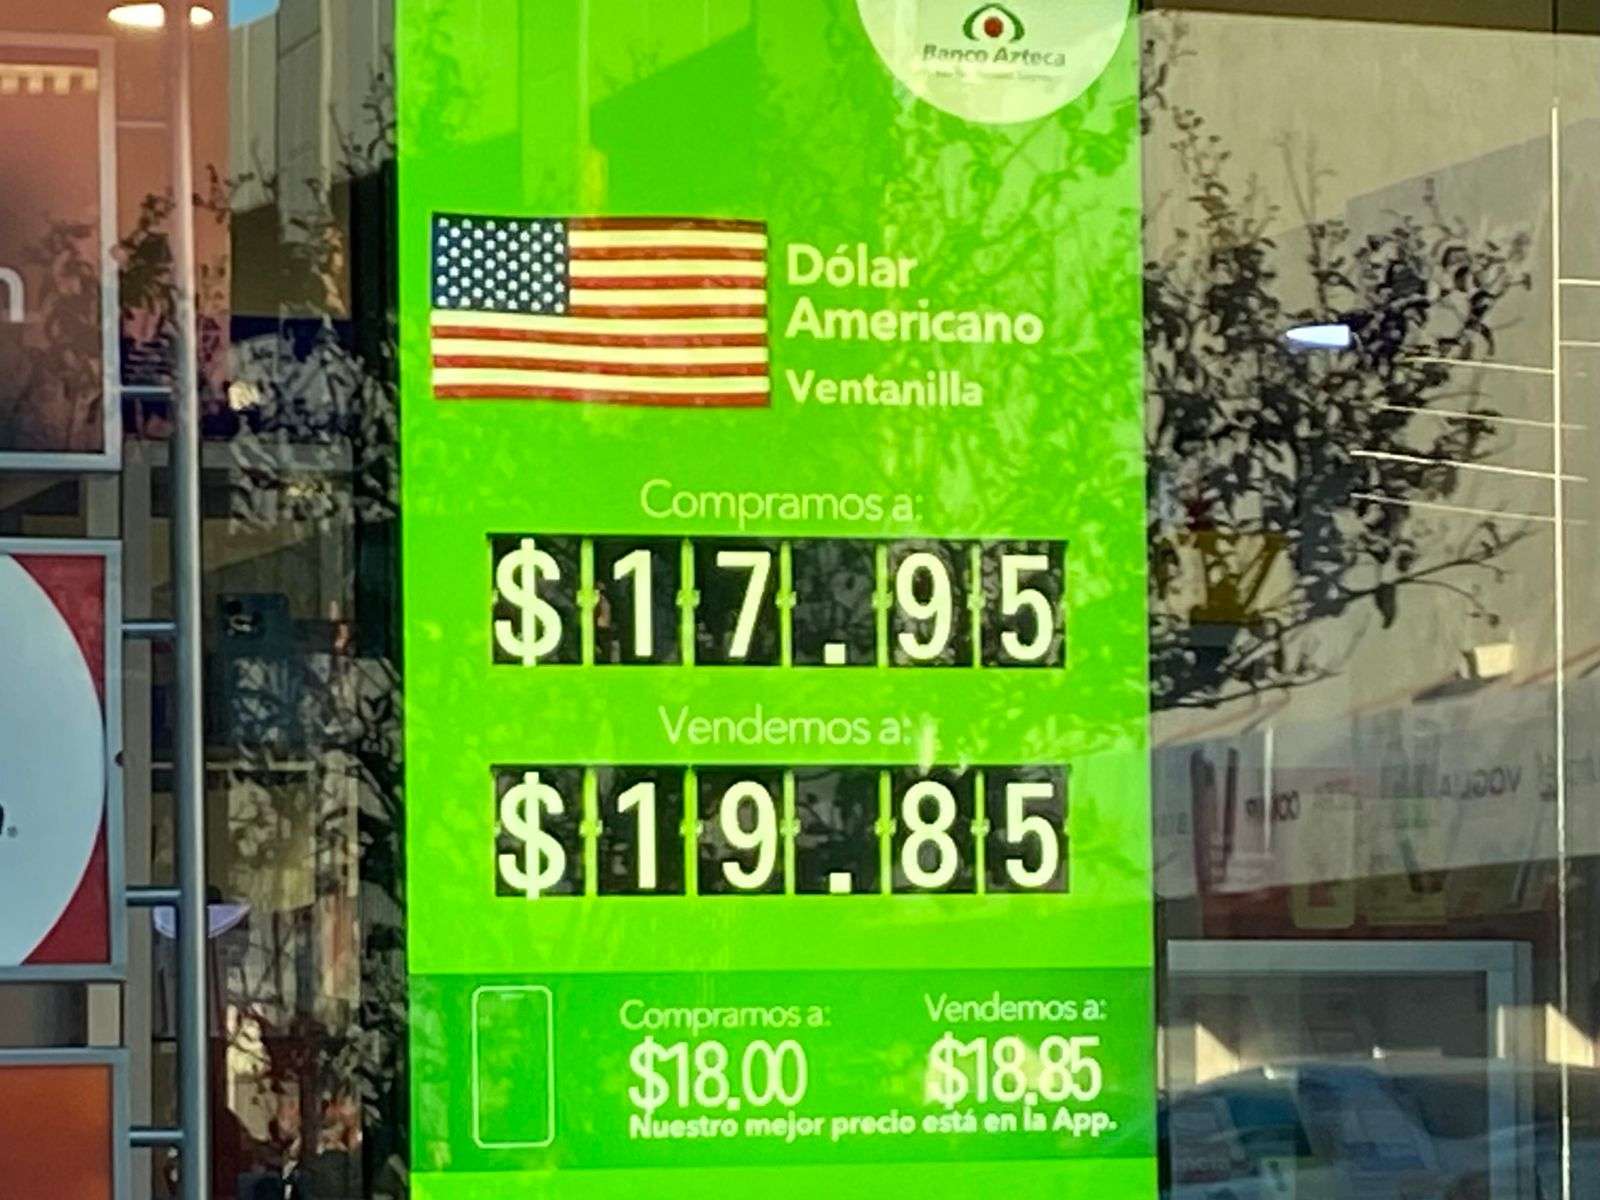 Banco Azteca
Dólar
Americano
Ventanilla
Compramos a:
$17.95
Vendemos a:
$19.85
Compramos a:
Vendemos a:
$18.00
$18.85
Nuestro mejor precio está en la App.